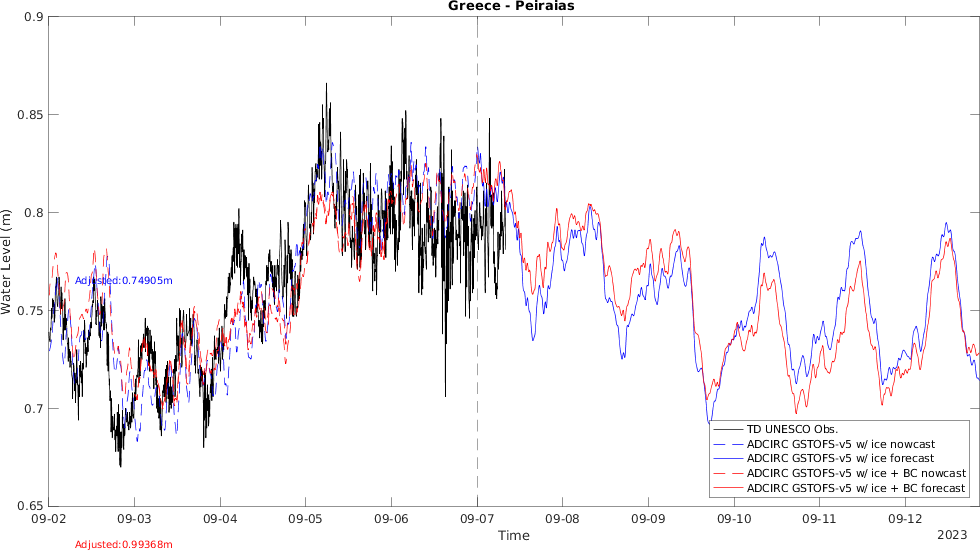 Greece - Peiraias
0.9
0.85
0.8
0.75
0.7
0.65
Water Level (m)
Adjusted:0.74905m
TD UNESCO Obs.
ADCIRC GSTOFS-v5 w/ ice nowcast
ADCIRC GSTOFS-v5 w/ ice forecast
ADCIRC GSTOFS-v5 w/ ice + BC nowcast
ADCIRC GSTOFS-v5 w/ ice + BC forecast
09-02 09-03 09-04 09-05 09-06 09-07 09-08 09-09 09-10 09-11 09-12
Time
2023
Adjusted:0.99368m